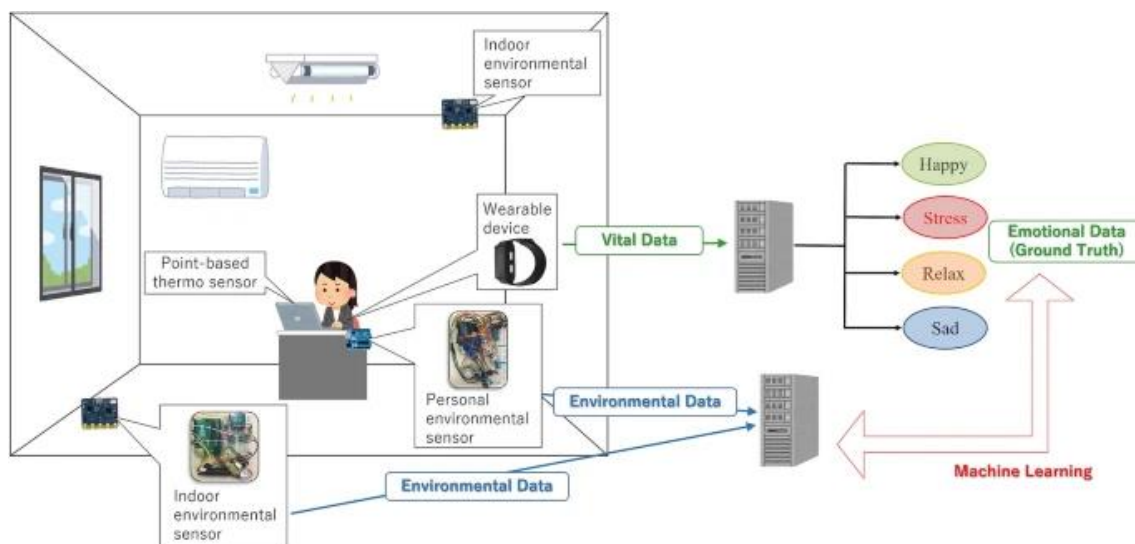 Indoor
environmental
sensor
Wearable
device
Point-based
thermo sensor
Personal
environmental
sensor
Indoor
environmental
sensor
Vital Data
Environmental Data
Environmental Data
Happy
Stress
Relax
Sad
Emotional Data
(Ground Truth)
Machine Learning